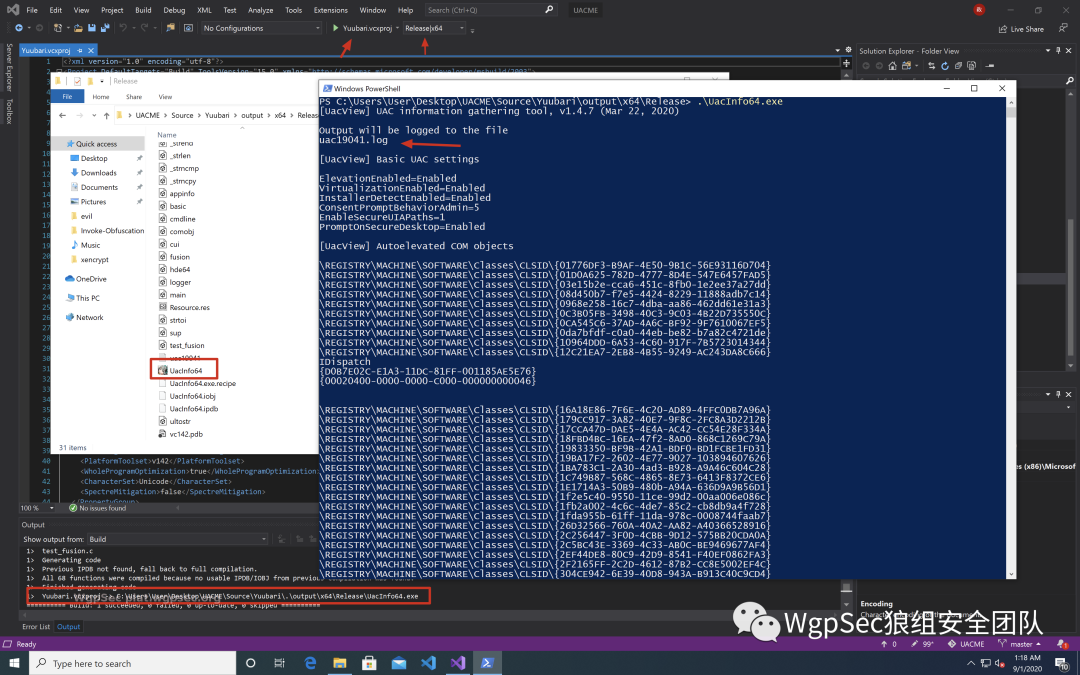 File Edit View Project Build Debug XML Test Analyze Tools Extensions Window Help Search (Ctrl+Q) UACME
No Configurations Yuubari.vcxproj Release|x64 Live Share
Server Explorer
Toolbox
Yuubari.vcxproj
Solution Explorer - Folder View
<?xml version="1.0" encoding="utf-8"?>
Release
File Home Share View
UACME > Source > Yuubari > output > x64 > Release
Quick access
Desktop
Downloads
Documents
Pictures
evil
Invoke-Obfuscation
Music
xencrypt
OneDrive
This PC
Network
Name
_strend
_strlen
_strncmp
_strncpy
appinfo
basic
cmdline
comobj
cui
fusion
hde64
logger
main
Resource.res
strtoi
sup
test_fusion
uac19041
UacInfo64
UacInfo64.exe.recipe
UacInfo64.iobj
UacInfo64.ipdb
ultostr
vc142.pdb
31 items
Windows PowerShell
PS C:\Users\User\Desktop\UACME\Source\Yuubari\output\x64\Release> .\UacInfo64.exe
[UacView] UAC information gathering tool, v1.4.7 (Mar 22, 2020)
Output will be logged to the file
uac19041.log
[UacView] Basic UAC settings
ElevationEnabled=Enabled
VirtualizationEnabled=Enabled
InstallerDetectEnabled=Enabled
ConsentPromptBehaviorAdmin=5
EnableSecureUIAPaths=1
PromptOnSecureDesktop=Enabled
[UacView] Autoelevated COM objects
\REGISTRY\MACHINE\SOFTWARE\Classes\CLSID\{01776DF3-B9AF-4E50-9B1C-56E93116D704}
\REGISTRY\MACHINE\SOFTWARE\Classes\CLSID\{01D0A625-782D-4777-8D4E-547E6457FAD5}
\REGISTRY\MACHINE\SOFTWARE\Classes\CLSID\{03e15b2e-cca6-451c-8fb0-1e2ee37a27dd}
\REGISTRY\MACHINE\SOFTWARE\Classes\CLSID\{08d450b7-f7e5-4424-8229-11888adb7c14}
\REGISTRY\MACHINE\SOFTWARE\Classes\CLSID\{0968e258-16c7-4dba-aa86-462dd61e31a3}
\REGISTRY\MACHINE\SOFTWARE\Classes\CLSID\{0C3B05FB-3498-40C3-9C03-4B22D735550C}
\REGISTRY\MACHINE\SOFTWARE\Classes\CLSID\{0CA545C6-37AD-4A6C-BF92-9F7610067EF5}
\REGISTRY\MACHINE\SOFTWARE\Classes\CLSID\{0da7bfdf-c0a0-44eb-be82-b7a82c4721de}
\REGISTRY\MACHINE\SOFTWARE\Classes\CLSID\{10964DDD-6A53-4C60-917F-7B5723014344}
\REGISTRY\MACHINE\SOFTWARE\Classes\CLSID\{12C21EA7-2EB8-4B55-9249-AC243DA8C666}
IDispatch
{D0B7E02C-E1A3-11DC-81FF-001185AE5E76}
{00020400-0000-0000-C000-000000000046}
\REGISTRY\MACHINE\SOFTWARE\Classes\CLSID\{16A18E86-7F6E-4C20-AD89-4FFC0DB7A96A}
\REGISTRY\MACHINE\SOFTWARE\Classes\CLSID\{179CC917-3A82-40E7-9F8C-2FC8A3D2212B}
\REGISTRY\MACHINE\SOFTWARE\Classes\CLSID\{17CCA47D-DAE5-4E4A-AC42-CC54E28F334A}
\REGISTRY\MACHINE\SOFTWARE\Classes\CLSID\{18FBD4BC-16EA-47f2-8AD0-868C1269C79A}
\REGISTRY\MACHINE\SOFTWARE\Classes\CLSID\{19833350-BF9B-42A1-BDF0-BD1FCBE1FD31}
\REGISTRY\MACHINE\SOFTWARE\Classes\CLSID\{19BA17F2-2602-4E77-9027-103894607626}
\REGISTRY\MACHINE\SOFTWARE\Classes\CLSID\{1BA783C1-2A30-4ad3-B928-A9A46C604C28}
\REGISTRY\MACHINE\SOFTWARE\Classes\CLSID\{1C749B87-568C-4865-8E73-6413F8372CE6}
\REGISTRY\MACHINE\SOFTWARE\Classes\CLSID\{1E1714A3-50B9-480b-A94A-636D9A9B56D1}
\REGISTRY\MACHINE\SOFTWARE\Classes\CLSID\{1f2e5c40-9550-11ce-99d2-00aa006e086c}
\REGISTRY\MACHINE\SOFTWARE\Classes\CLSID\{1fb2a002-4c6c-4de7-85c2-cb8db9a4f728}
\REGISTRY\MACHINE\SOFTWARE\Classes\CLSID\{1fda955b-61ff-11da-978c-0008744faab7}
\REGISTRY\MACHINE\SOFTWARE\Classes\CLSID\{26D32566-760A-40A2-AA82-A40366528916}
\REGISTRY\MACHINE\SOFTWARE\Classes\CLSID\{2C256447-3F0D-4CBB-9D12-575BB20CDA0A}
\REGISTRY\MACHINE\SOFTWARE\Classes\CLSID\{2C5BC43E-3369-4C33-AB0C-BE9469677AF4}
\REGISTRY\MACHINE\SOFTWARE\Classes\CLSID\{2EF44DE8-80C9-42D9-8541-F40EF0862FA3}
\REGISTRY\MACHINE\SOFTWARE\Classes\CLSID\{2F2165FF-2C2D-4612-87B2-CC8E5002EF4C}
\REGISTRY\MACHINE\SOFTWARE\Classes\CLSID\{304CE942-6E39-40D8-943A-B913C40C9CD4}
40 <PlatformToolset>v142</PlatformToolset>
41 <WholeProgramOptimization>true</WholeProgramOptimization>
42 <CharacterSet>Unicode</CharacterSet>
43 <SpectreMitigation>false</SpectreMitigation>
44 </PropertyGroup>
100 % No issues found
(x86)\Microsof
Output
Show output from: Build
1> test_fusion.c
1> Generating code
1> Previous IPDB not found, fall back to full compilation.
1> All 68 functions were compiled because no usable IPDB/IOBJ from previous
1> Finished generating code
1> Yuubari.vcxproj -> C:\Users\User\Desktop\UACME\Source\Yuubari\.\output\x64\Release\UacInfo64.exe
========== Build: 1 succeeded, 0 failed, 0 up-to-date, 0 skipped ==========
Error List Output
Encoding
WgpSec狼组安全团队
Ready 0 99+ UACME master
Type here to search
1:18 AM
9/1/2020
10